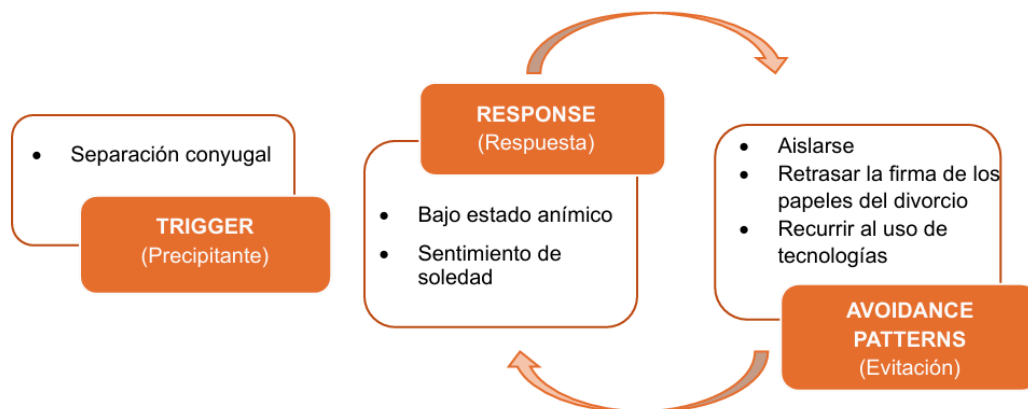 • Separación conyugal
TRIGGER
(Precipitante)
RESPONSE
(Respuesta)
• Bajo estado anímico
• Sentimiento de
soledad
• Aislarse
• Retrasar la firma de los
papeles del divorcio
• Recurrir al uso de
tecnologías
AVOIDANCE
PATTERNS
(Evitación)